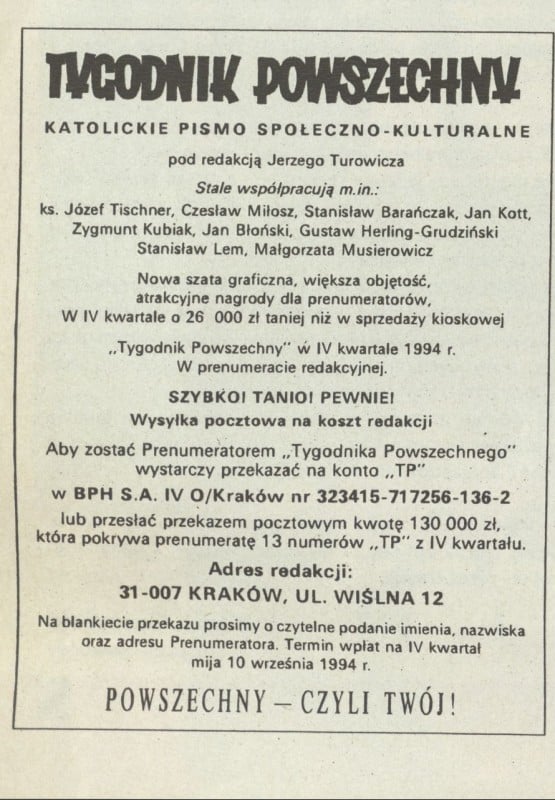 TYGODNIK POWSZECHNY
KATOLICKIE PISMO SPOŁECZNO-KULTURALNE
pod redakcją Jerzego Turowicza
Stale współpracują m.in.:
ks. Józef Tischner, Czesław Miłosz, Stanisław Barańczak, Jan Kott,
Zygmunt Kubiak, Jan Błoński, Gustaw Herling-Grudziński
Stanisław Lem, Małgorzata Musierowicz
Nowa szata graficzna, większa objętość,
atrakcyjne nagrody dla prenumeratorów,
W IV kwartale o 26 000 zł taniej niż w sprzedaży kioskowej
„Tygodnik Powszechny" w IV kwartale 1994 r.
W prenumeracie redakcyjnej.
SZYBKO! TANIO! PEWNIE!
Wysyłka pocztowa na koszt redakcji
Aby zostać Prenumeratorem „Tygodnika Powszechnego"
wystarczy przekazać na konto „TP"
w BPH S.A. IV O/Kraków nr 323415-717256-136-2
lub przesłać przekazem pocztowym kwotę 130 000 zł,
która pokrywa prenumeratę 13 numerów „TP" z IV kwartału.
Adres redakcji:
31-007 KRAKÓW, UL. WIŚLNA 12
Na blankiecie przekazu prosimy o czytelne podanie imienia, nazwiska
oraz adresu Prenumeratora. Termin wpłat na IV kwartał
mija 10 września 1994 r.
POWSZECHNY – CZYLI TWÓJ!